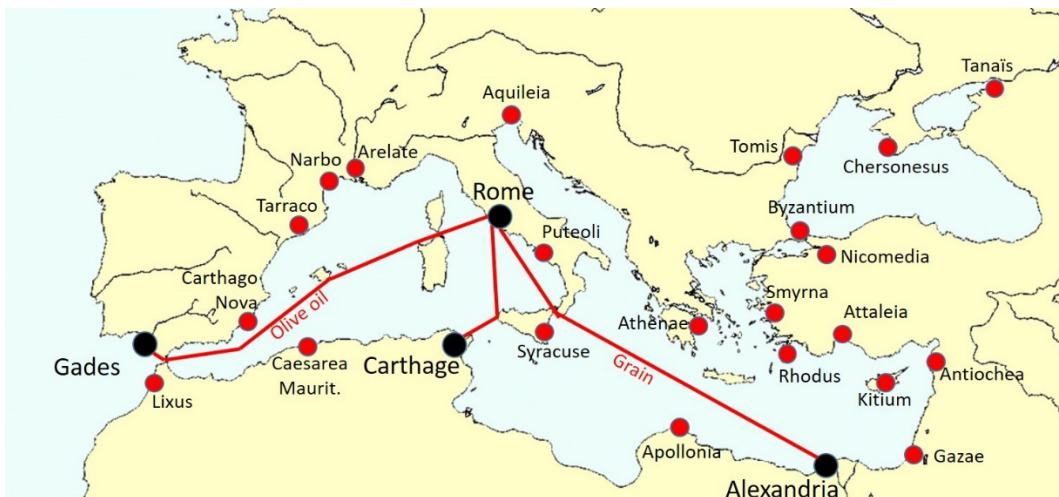 Tanaïs
Aquileia
Tomis
Chersonesus
Narbo
Arelate
Rome
Tarraco
Byzantium
Puteoli
Nicomedia
Carthago
Nova
Olive oil
Smyrna
Attaleia
Athenae
Gades
Caesarea
Maurit.
Carthage
Syracuse
Grain
Rhodus
Antiochea
Kitium
Lixus
Apollonia
Gazae
Alexandria